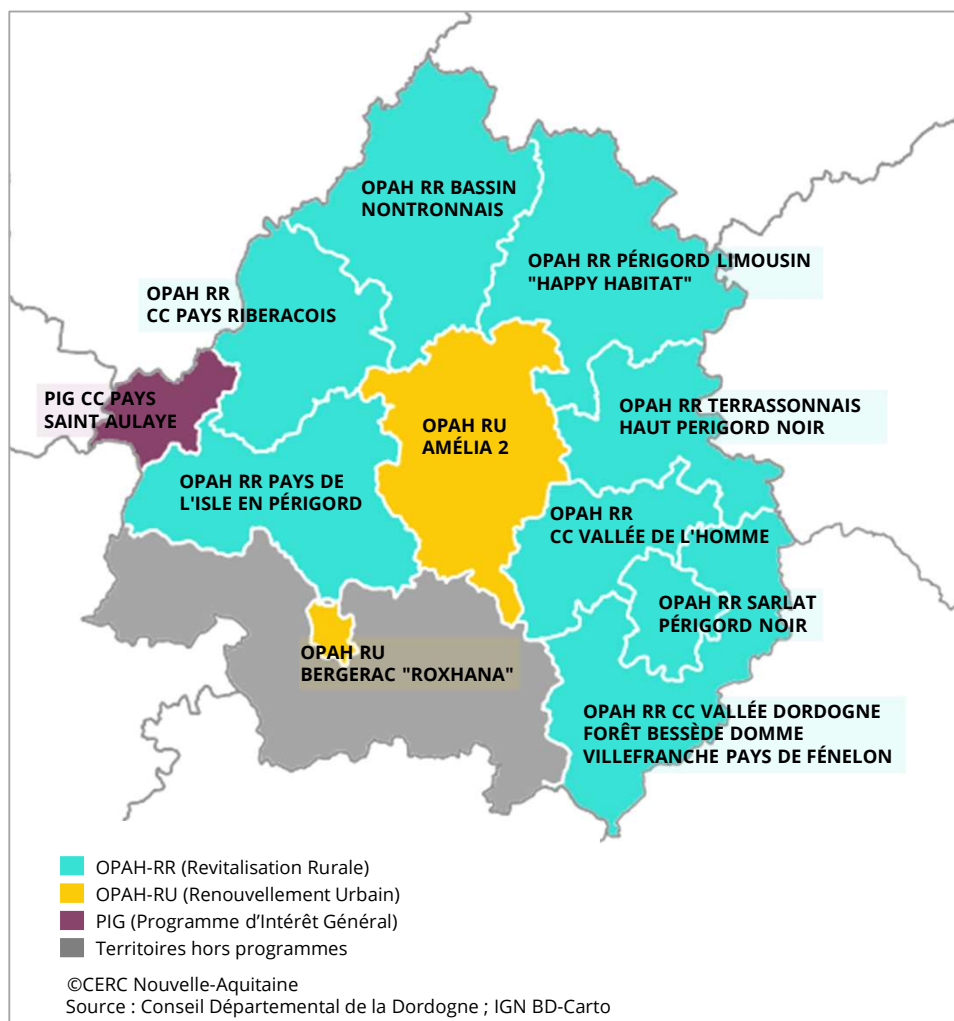 OPAH RR BASSIN
NONTRONNAIS
OPAH RR PÉRIGORD LIMOUSIN
"HAPPY HABITAT"
OPAH RR
CC PAYS RIBERACOIS
PIG CC PAYS
SAINT AULAYE
OPAH RU
AMÉLIA 2
OPAH RR TERRASSONNAIS
HAUT PERIGORD NOIR
OPAH RR PAYS DE
L'ISLE EN PÉRIGORD
OPAH RR
CC VALLÉE DE L'HOMME
OPAH RR SARLAT
PÉRIGORD NOIR
OPAH RU
BERGERAC "ROXHANA"
OPAH RR CC VALLÉE DORDOGNE
FORÊT BESSÈDE DOMME
VILLEFRANCHE PAYS DE FÉNELON
OPAH-RR (Revitalisation Rurale)
OPAH-RU (Renouvellement Urbain)
PIG (Programme d’Intérêt Général)
Territoires hors programmes
©CERC Nouvelle-Aquitaine
Source : Conseil Départemental de la Dordogne ; IGN BD-Carto